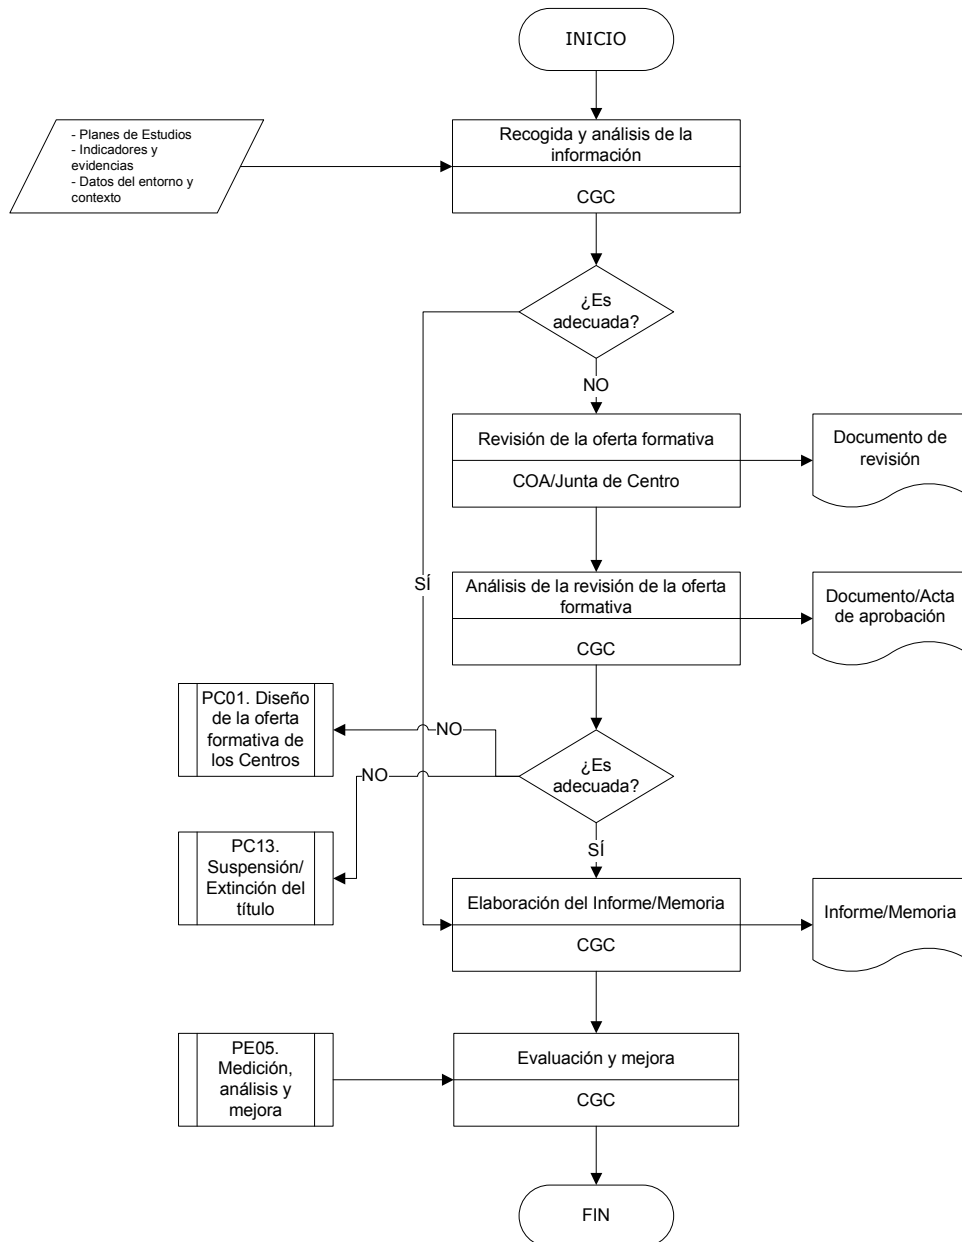 INICIO
- Planes de Estudios
- Indicadores y
evidencias
- Datos del entorno y
contexto
Recogida y análisis de la
información
CGC
¿Es
adecuada?
NO
Revisión de la oferta formativa
COA/Junta de Centro
Documento de
revisión
SÍ
Análisis de la revisión de la oferta
formativa
CGC
Documento/Acta
de aprobación
PC01. Diseño
de la oferta
formativa de
los Centros
NO
¿Es
adecuada?
NO
SÍ
PC13.
Suspensión/
Extinción del
título
Elaboración del Informe/Memoria
CGC
Informe/Memoria
PE05.
Medición,
análisis y
mejora
Evaluación y mejora
CGC
FIN